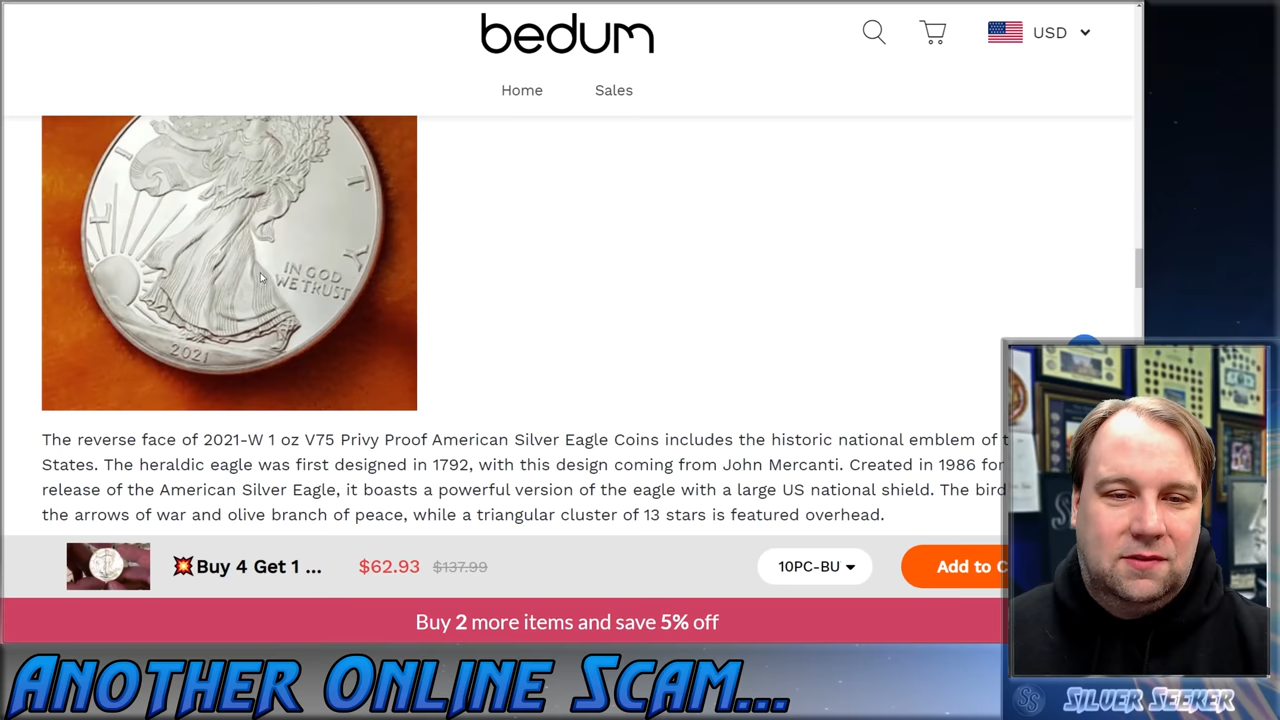 bedum
USD
Home
Sales
LI
T
Y
IN GOD
WE TRUST
2021
The reverse face of 2021-W 1 oz V75 Privy Proof American Silver Eagle Coins includes the historic national emblem of t
States. The heraldic eagle was first designed in 1792, with this design coming from John Mercanti. Created in 1986 for
release of the American Silver Eagle, it boasts a powerful version of the eagle with a large US national shield. The bird
the arrows of war and olive branch of peace, while a triangular cluster of 13 stars is featured overhead.
💥Buy 4 Get 1 ... $62.93 $137.99 10PC-BU Add to C
Buy 2 more items and save 5% off
ANOTHER ONLINE SCAM...
SS SILVER SEEKER